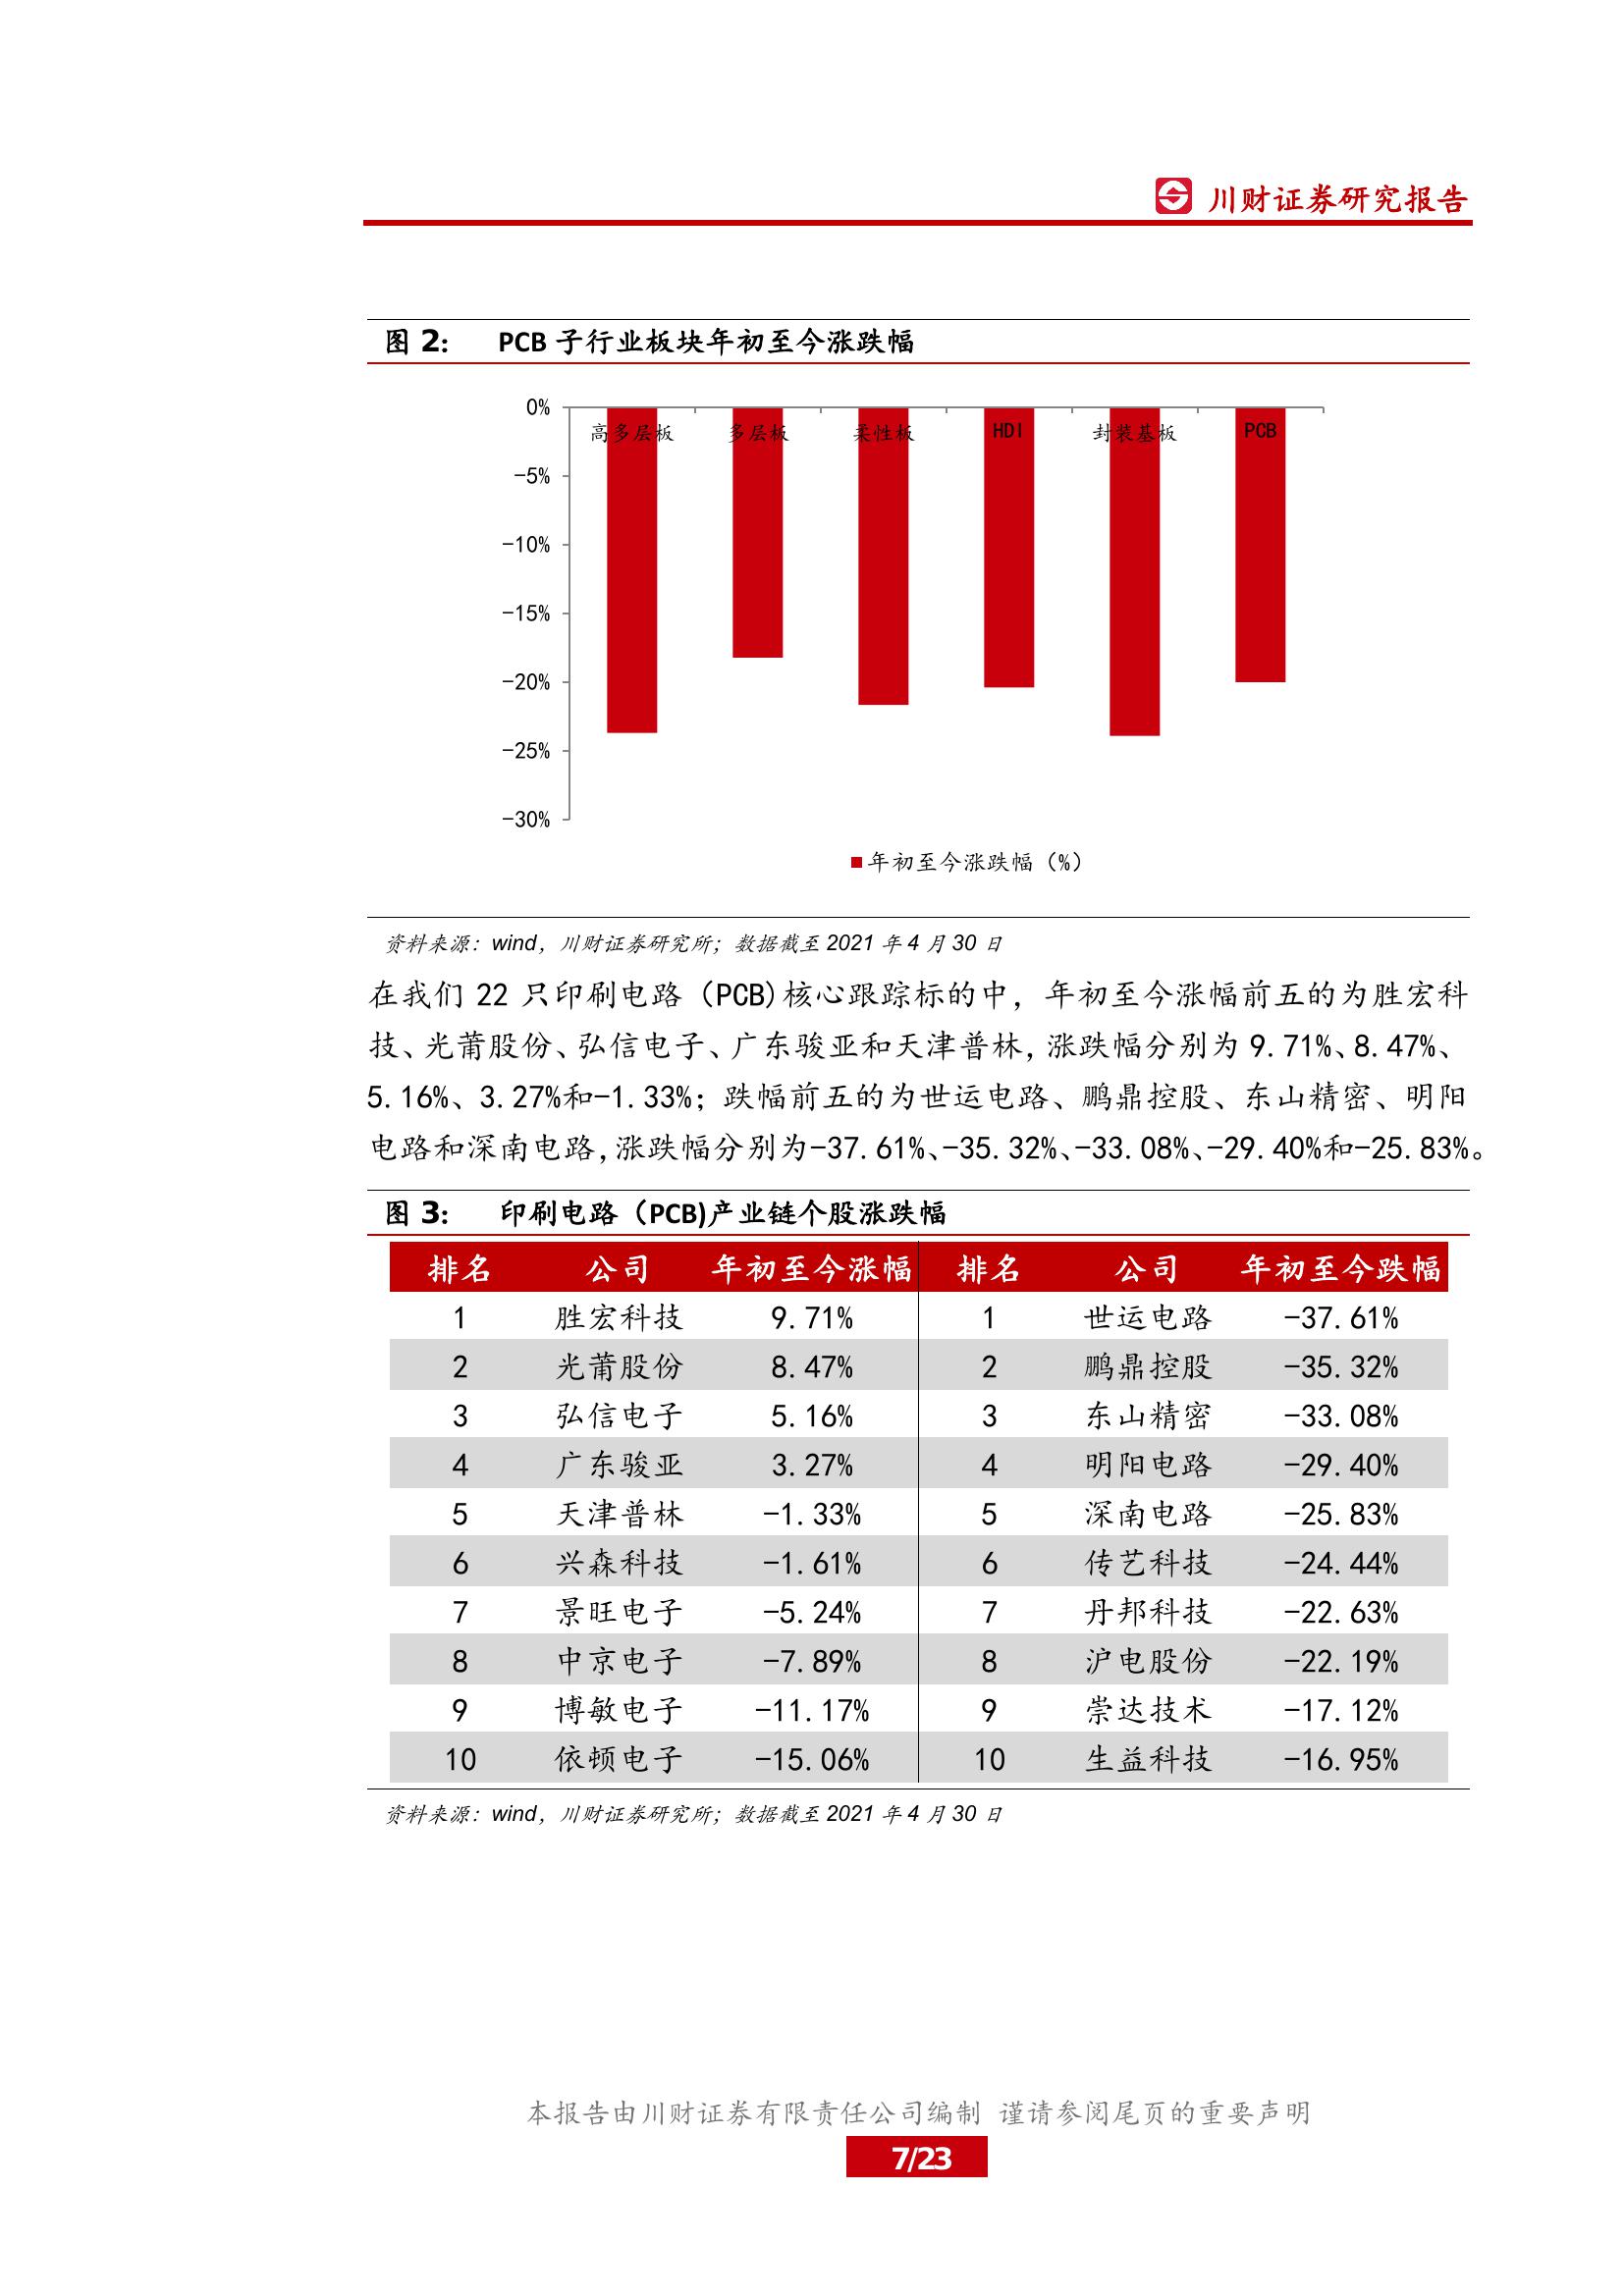 川财证券研究报告
图 2： PCB 子行业板块年初至今涨跌幅
0%
高多层板 多层板 柔性板 HDI 封装基板 PCB
-5%
-10%
-15%
-20%
-25%
-30%
年初至今涨跌幅（%）
资料来源：wind，川财证券研究所；数据截至 2021 年 4 月 30 日
在我们 22 只印刷电路（PCB)核心跟踪标的中，年初至今涨幅前五的为胜宏科
技、光莆股份、弘信电子、广东骏亚和天津普林，涨跌幅分别为 9.71%、8.47%、
5.16%、3.27%和-1.33%；跌幅前五的为世运电路、鹏鼎控股、东山精密、明阳
电路和深南电路，涨跌幅分别为-37.61%、-35.32%、-33.08%、-29.40%和-25.83%。
图 3： 印刷电路（PCB)产业链个股涨跌幅
排名 公司 年初至今涨幅 排名 公司 年初至今跌幅
1 胜宏科技 9.71% 1 世运电路 -37.61%
2 光莆股份 8.47% 2 鹏鼎控股 -35.32%
3 弘信电子 5.16% 3 东山精密 -33.08%
4 广东骏亚 3.27% 4 明阳电路 -29.40%
5 天津普林 -1.33% 5 深南电路 -25.83%
6 兴森科技 -1.61% 6 传艺科技 -24.44%
7 景旺电子 -5.24% 7 丹邦科技 -22.63%
8 中京电子 -7.89% 8 沪电股份 -22.19%
9 博敏电子 -11.17% 9 崇达技术 -17.12%
10 依顿电子 -15.06% 10 生益科技 -16.95%
资料来源：wind，川财证券研究所；数据截至 2021 年 4 月 30 日
本报告由川财证券有限责任公司编制 谨请参阅尾页的重要声明
7/23